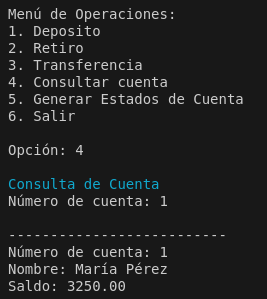 Menú de Operaciones:
1. Deposito
2. Retiro
3. Transferencia
4. Consultar cuenta
5. Generar Estados de Cuenta
6. Salir
Opción: 4
Consulta de Cuenta
Número de cuenta: 1
--------------------------
Número de cuenta: 1
Nombre: María Pérez
Saldo: 3250.00